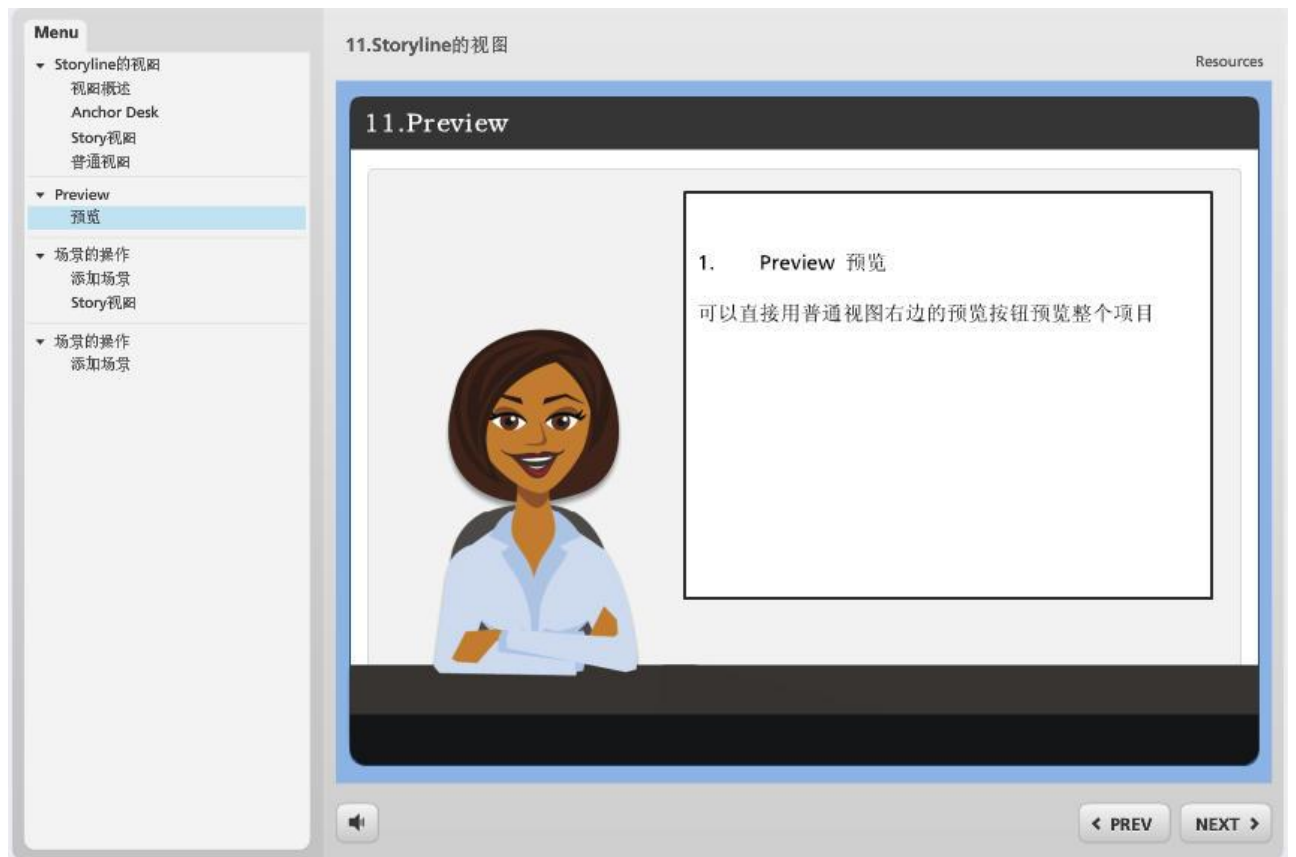 Menu
Storyline的视图
视图概述
Anchor Desk
Story视图
普通视图
Preview
预览
场景的操作
添加场景
Story视图
场景的操作
添加场景
11.Storyline的视图
Resources
11.Preview
1. Preview 预览
可以直接用普通视图右边的预览按钮预览整个项目
< PREV
NEXT >